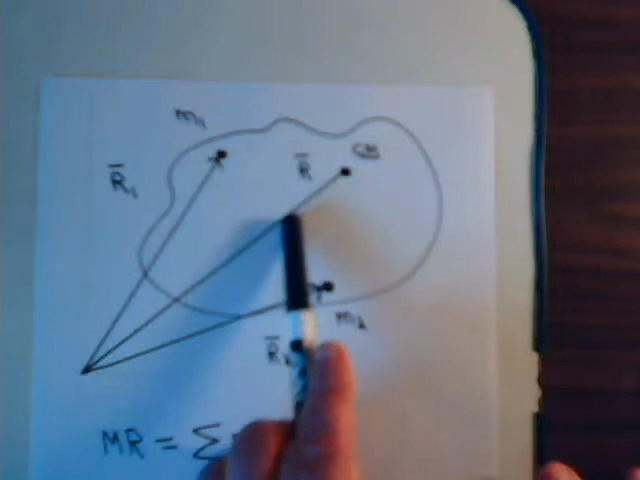 m₁
CM
R̄
R̄₁
m₂
R̄₂
MR = Σ